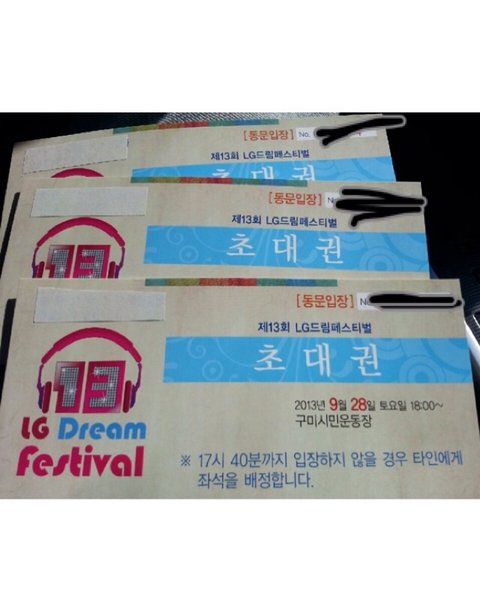 [동문입장] No.
제13회 LG드림페스티벌
초대권
[동문입장] No.
제13회 LG드림페스티벌
초대권
13
[동문입장] No.
제13회 LG드림페스티벌
초대권
13
LG Dream
Festival
2013년 9월 28일 토요일 18:00~
구미시민운동장
※ 17시 40분까지 입장하지 않을 경우 타인에게
좌석을 배정합니다.